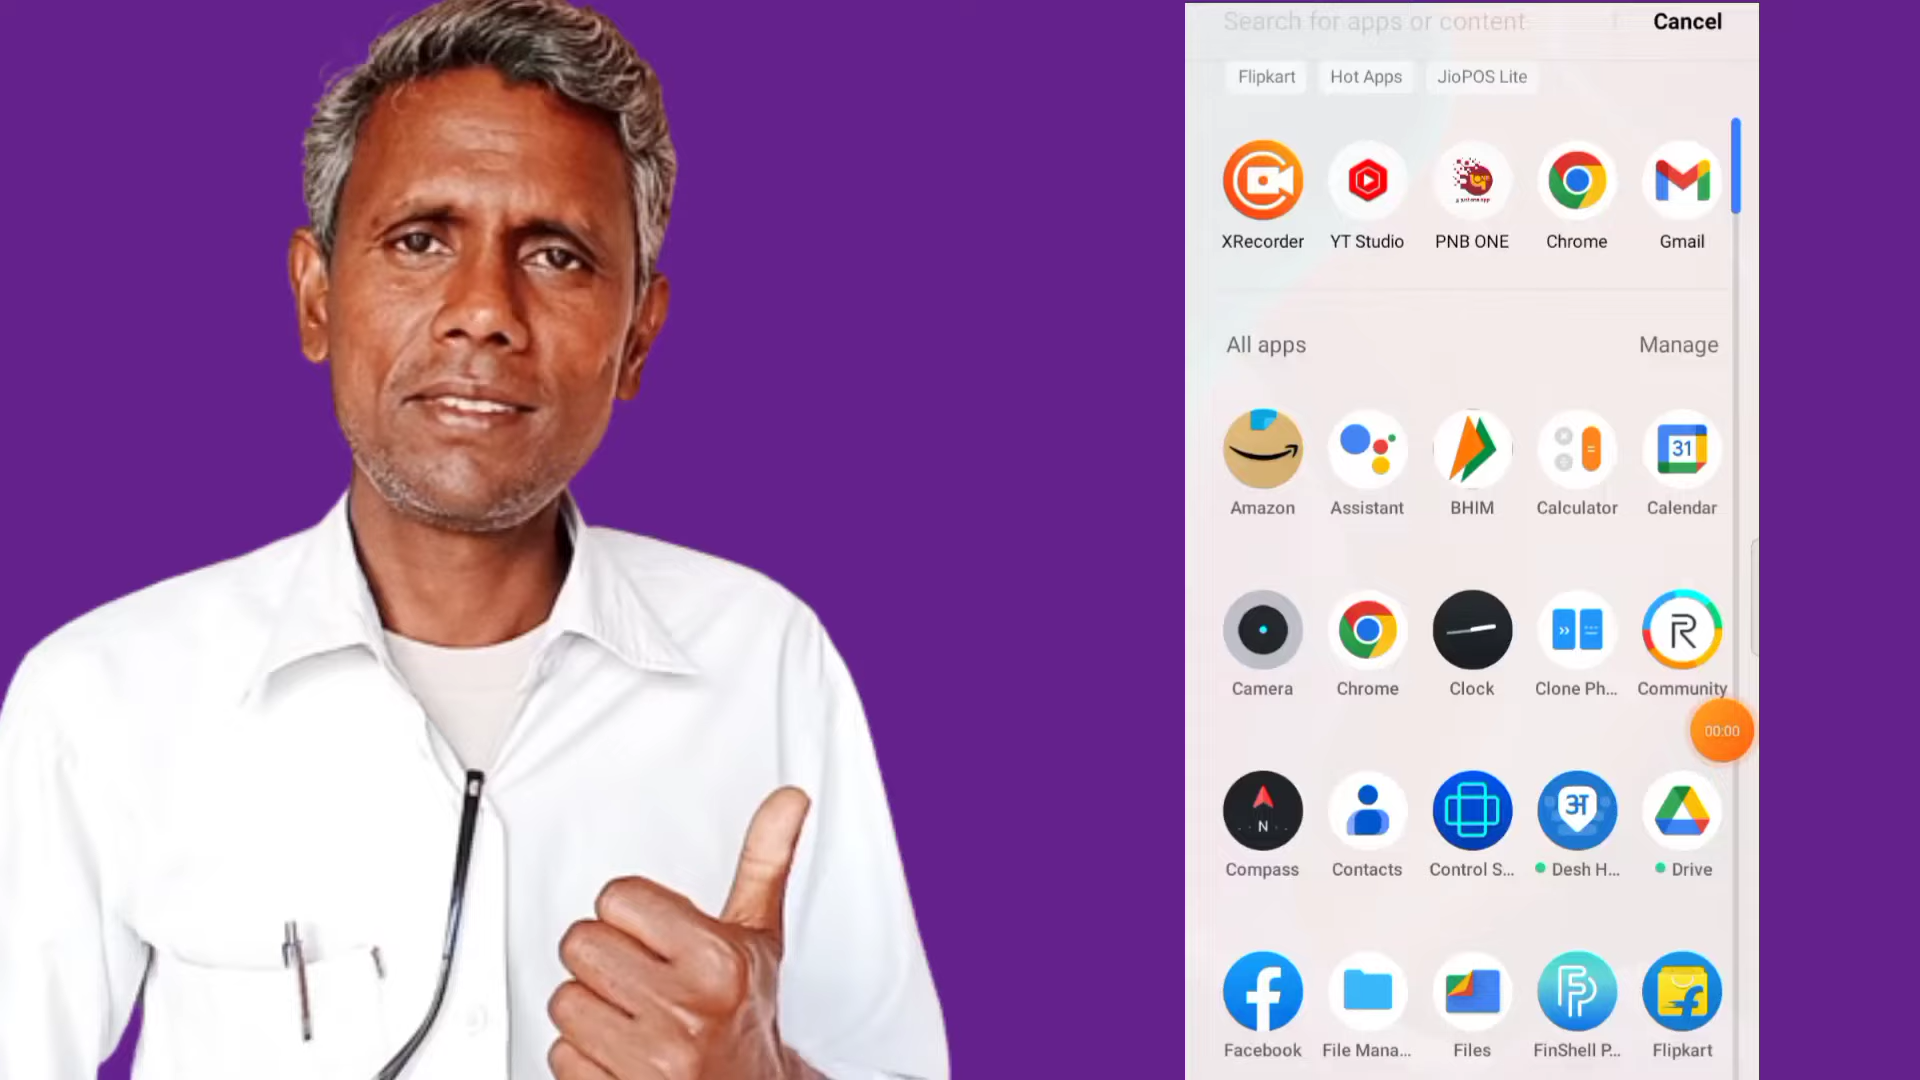 Search for apps or content Cancel
Flipkart Hot Apps JioPOS Lite
XRecorder YT Studio PNB ONE Chrome Gmail
All apps Manage
31
Amazon Assistant BHIM Calculator Calendar
R
Camera Chrome Clock Clone Ph... Community
00:00
N अ
Compass Contacts Control S... Desh H... Drive
Facebook File Mana... Files FinShell P... Flipkart